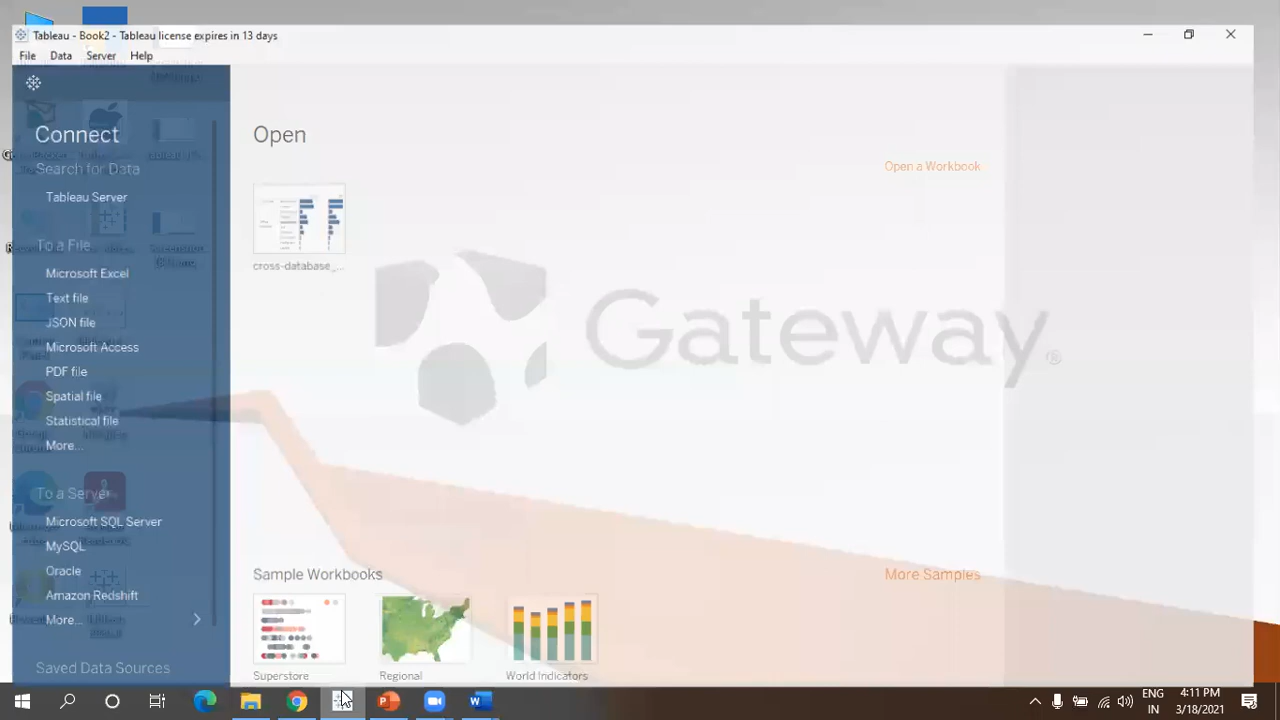 Tableau - Book2 - Tableau license expires in 13 days
File Data Server Help
Connect
Search for Data
Tableau Server
To a File
Microsoft Excel
Text file
JSON file
Microsoft Access
PDF file
Spatial file
Statistical file
More...
To a Server
Microsoft SQL Server
MySQL
Oracle
Amazon Redshift
More...
Saved Data Sources
Open
Open a Workbook
cross-database_...
Gateway®
Sample Workbooks
More Samples
Superstore
Regional
World Indicators
ENG
IN
4:11 PM
3/18/2021